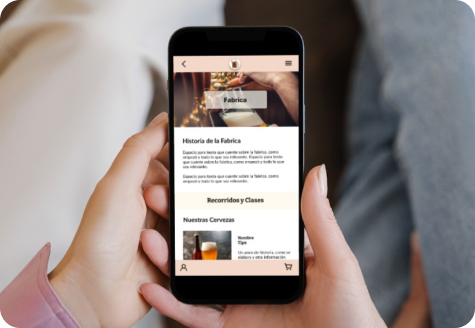 Fabrica
Historia de la Fabrica
Espacio para texto que cuente sobre la fabrica, como
empezó y todo lo que sea relevante. Espacio para texto
que cuente sobre la fabrica, como empezó y todo lo
que sea relevante.
Espacio para texto que cuente sobre la fabrica, como
empezó y todo lo que sea relevante.
Recorridos y Clases
Nuestras Cervezas
Nombre
Tipo
Un poco de historia, como se
elabora y otra información